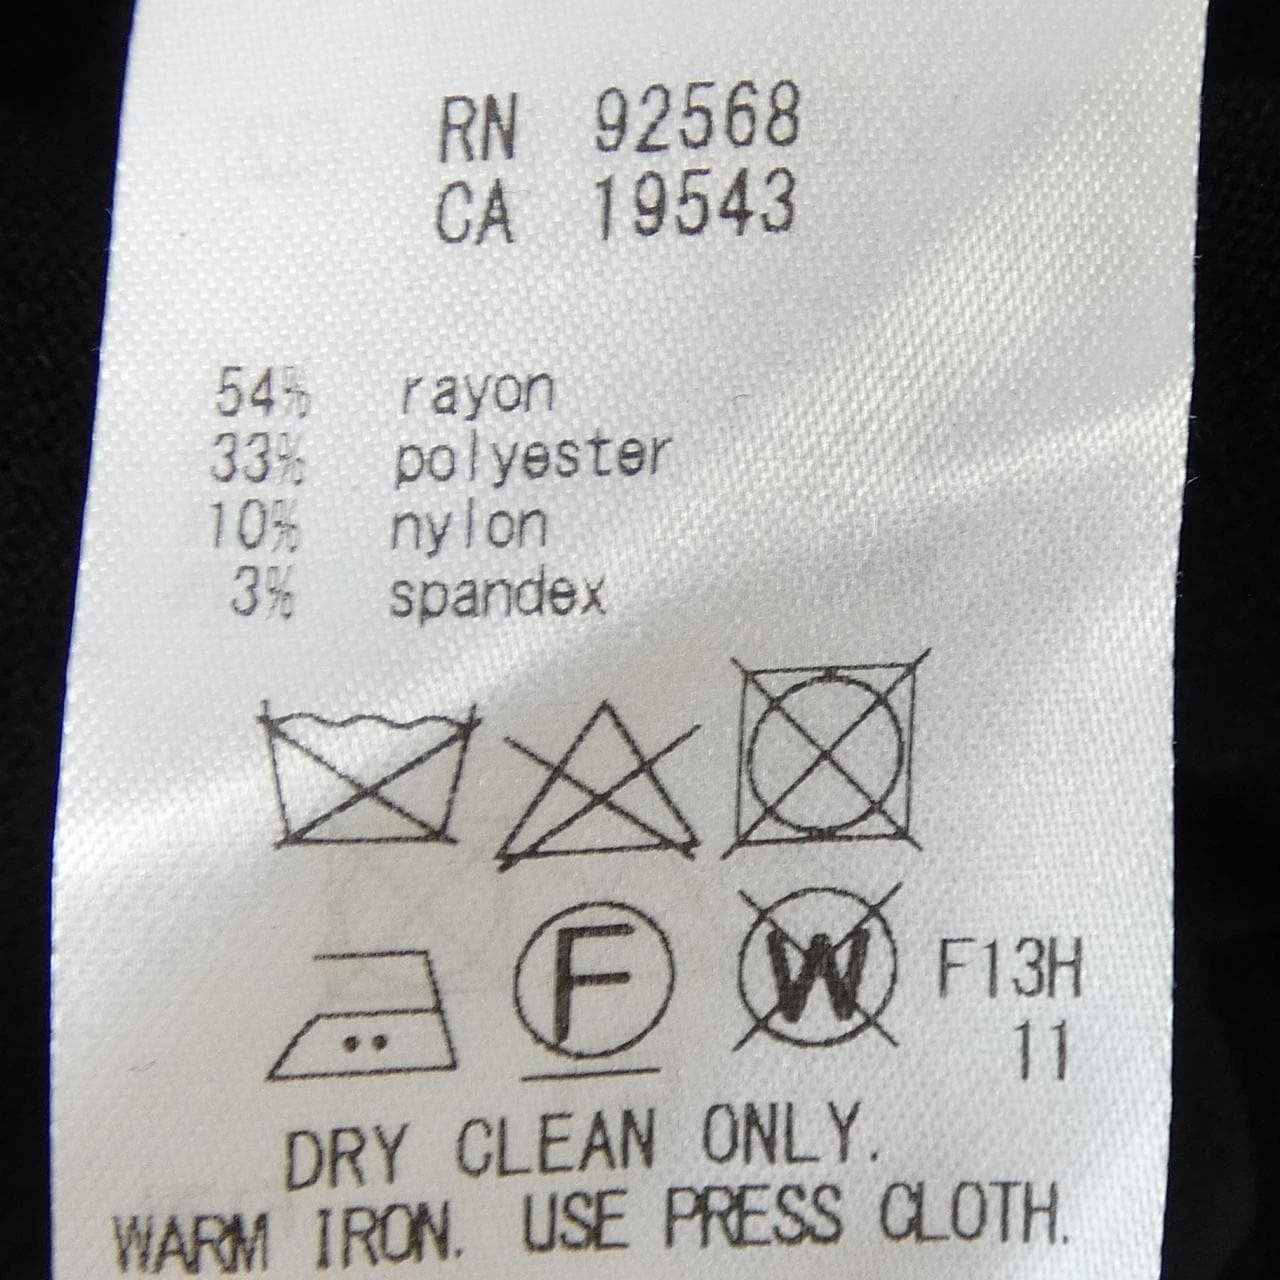 RN 92568
CA 19543
54% rayon
33% polyester
10% nylon
3% spandex
F W F13H
11
DRY CLEAN ONLY.
WARM IRON. USE PRESS CLOTH.